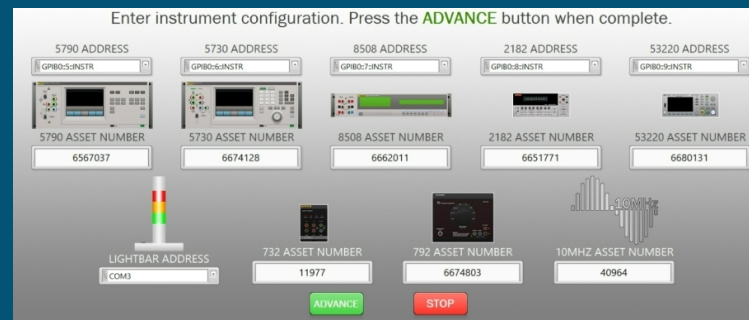 Enter instrument configuration. Press the ADVANCE button when complete.
5790 ADDRESS 5730 ADDRESS 8508 ADDRESS 2182 ADDRESS 53220 ADDRESS
GPIB0::5::INSTR GPIB0::6::INSTR GPIB0::7::INSTR GPIB0::8::INSTR GPIB0::9::INSTR
5790 ASSET NUMBER 5730 ASSET NUMBER 8508 ASSET NUMBER 2182 ASSET NUMBER 53220 ASSET NUMBER
6567037 6674128 6662011 6651771 6680131
10MHz
LIGHTBAR ADDRESS 732 ASSET NUMBER 792 ASSET NUMBER 10MHZ ASSET NUMBER
COM3 11977 6674803 40964
ADVANCE STOP